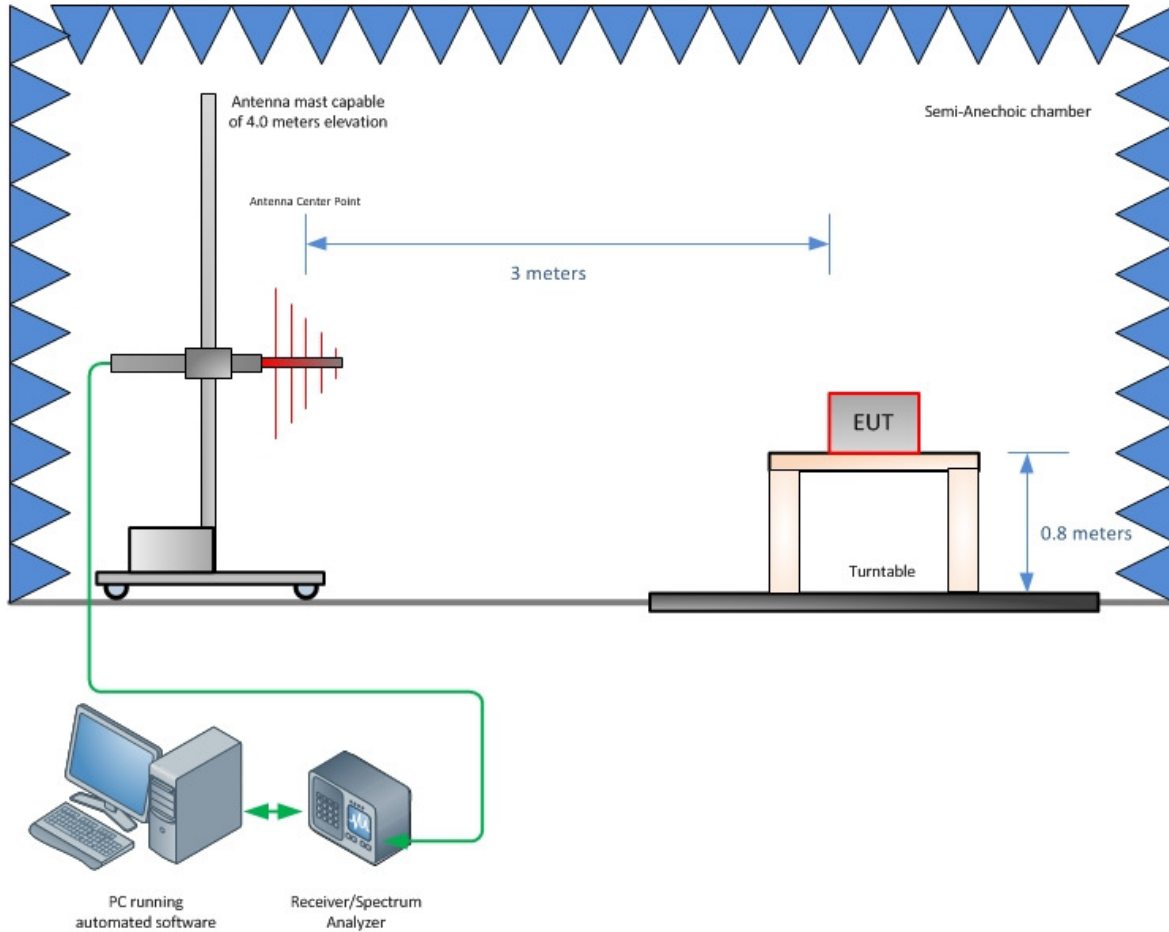 Antenna mast capable
of 4.0 meters elevation
Semi-Anechoic chamber
Antenna Center Point
3 meters
EUT
0.8 meters
Turntable
PC running
automated software
Receiver/Spectrum
Analyzer